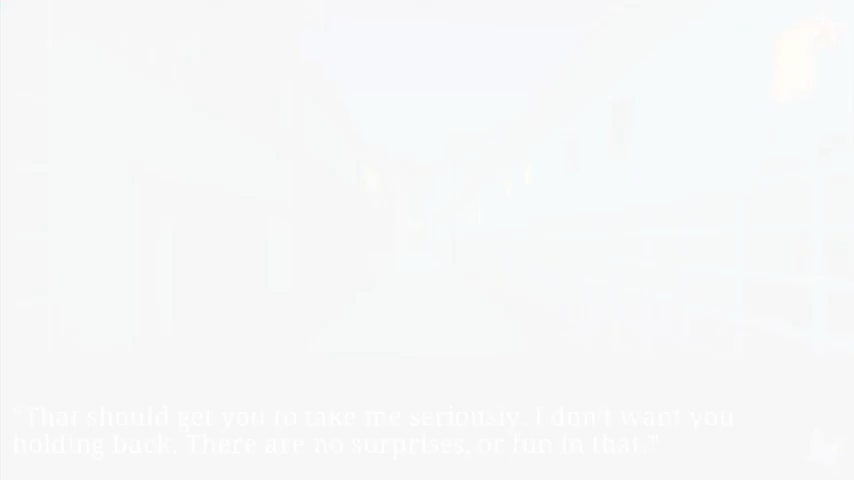 "That should get you to take me seriously. I don't want you
holding back. There are no surprises, or fun in that."